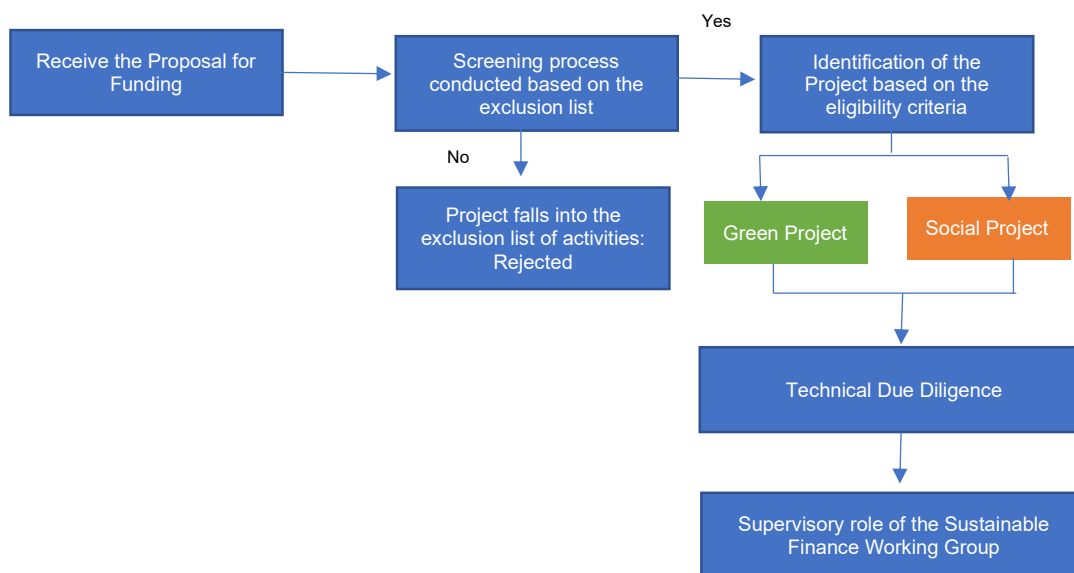 Yes
Receive the Proposal for
Funding
Screening process
conducted based on the
exclusion list
Identification of the
Project based on the
eligibility criteria
No
Project falls into the
exclusion list of activities:
Rejected
Green Project
Social Project
Technical Due Diligence
Supervisory role of the Sustainable
Finance Working Group